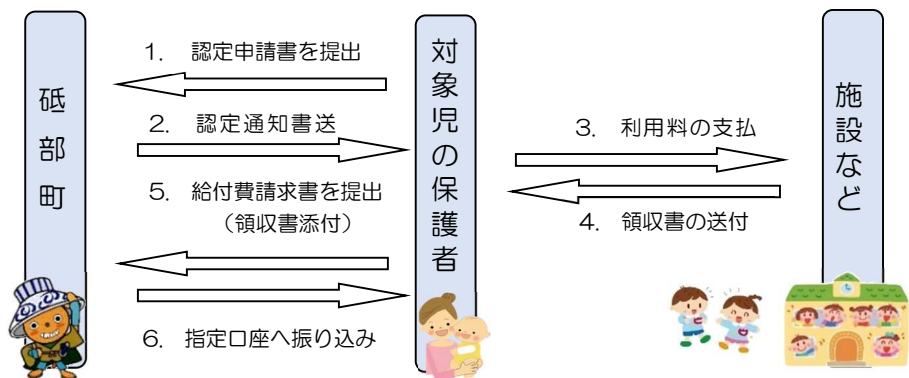 砥部町
1. 認定申請書を提出
2. 認定通知書送
5. 給付費請求書を提出
（領収書添付）
6. 指定口座へ振り込み
対象児の保護者
3. 利用料の支払
4. 領収書の送付
施設など